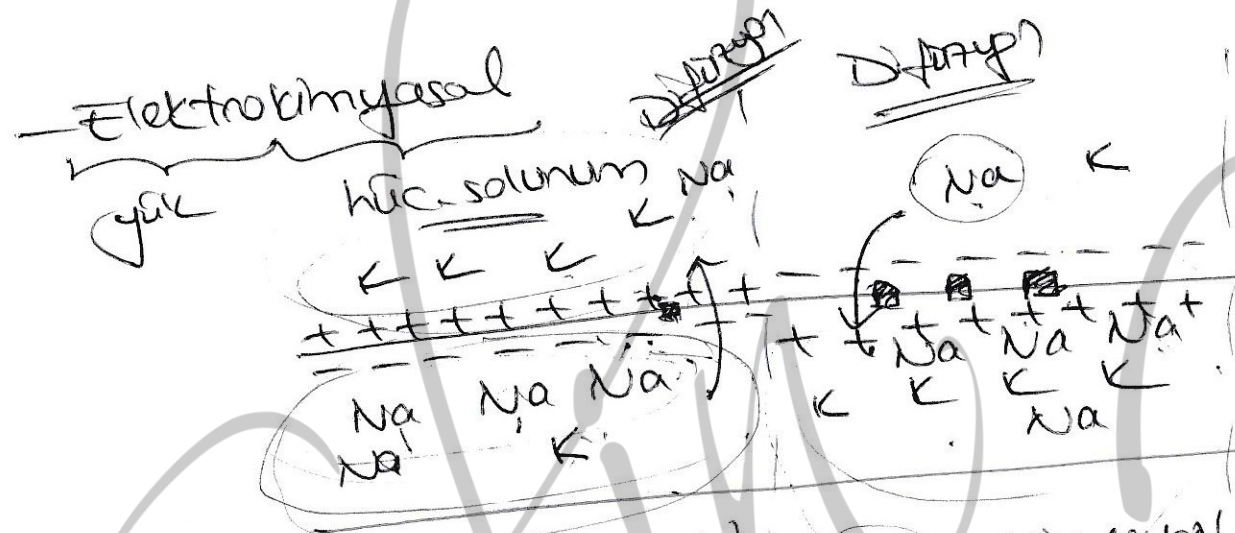 Difüzyon Difüzyon
- Elektrokimyasal
yük hüc. solunum Na Na K
K K K K
+ + + + + + + + + + - - - - - - - - -
- - - - - - - - + + + + + + + +
Na Na Na Na Na Na+
Na K K K K K
Na